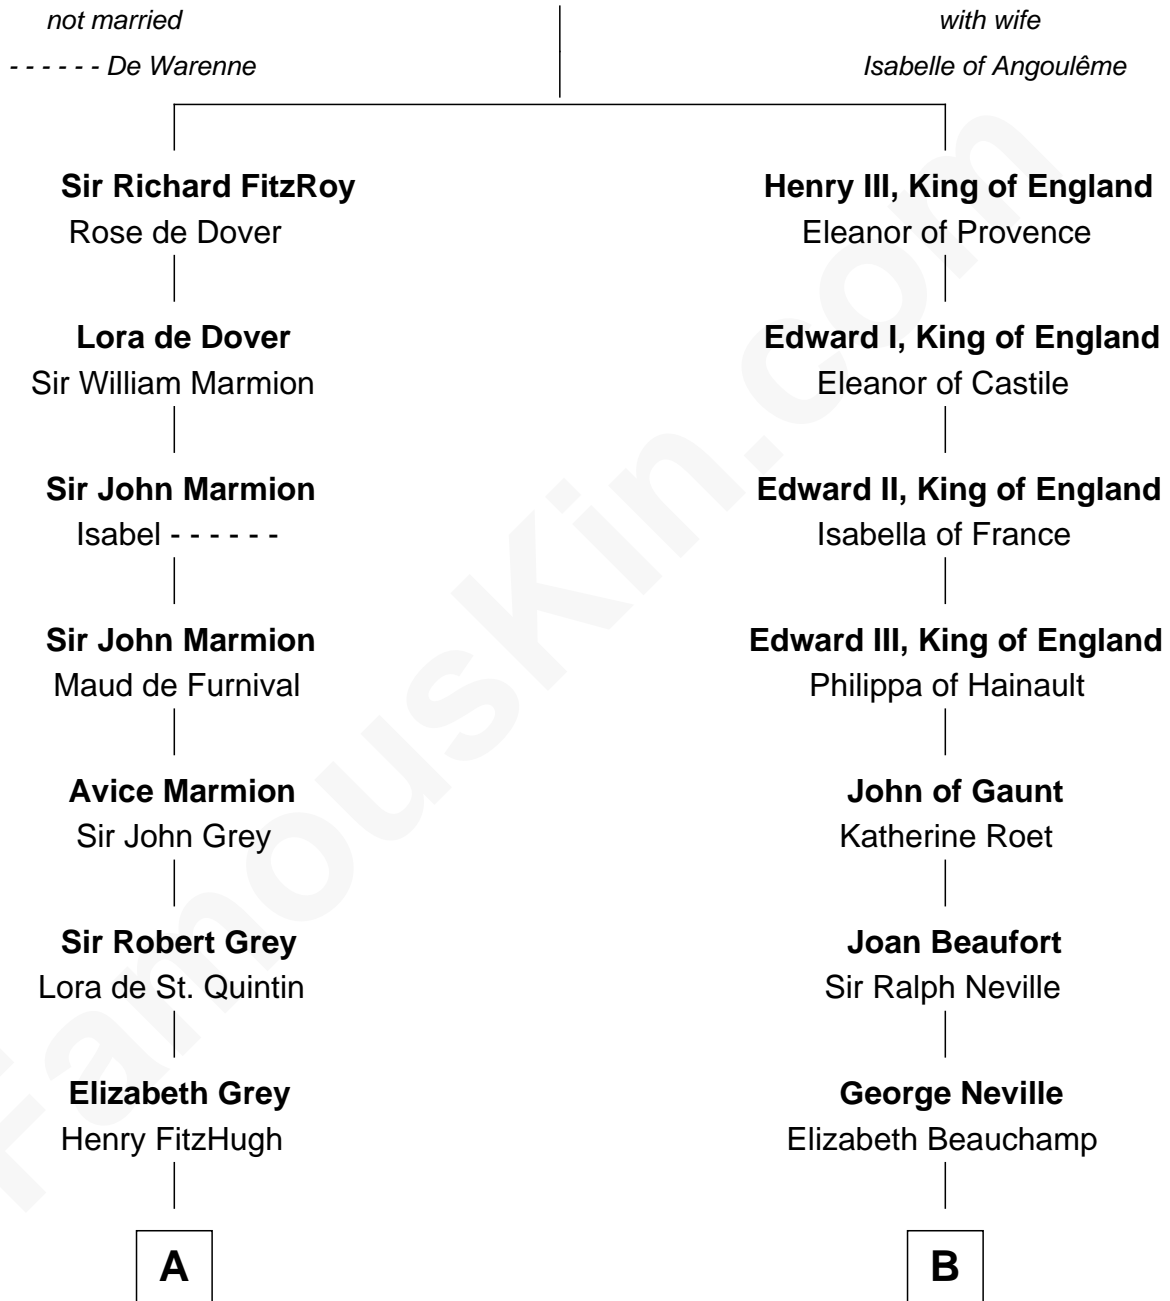 not married
- - - - - - De Warenne
with wife
Isabelle of Angoulême
Sir Richard FitzRoy
Rose de Dover
Henry III, King of England
Eleanor of Provence
Lora de Dover
Sir William Marmion
Edward I, King of England
Eleanor of Castile
Sir John Marmion
Isabel - - - - - -
Edward II, King of England
Isabella of France
Sir John Marmion
Maud de Furnival
Edward III, King of England
Philippa of Hainault
Avice Marmion
Sir John Grey
John of Gaunt
Katherine Roet
Sir Robert Grey
Lora de St. Quintin
Joan Beaufort
Sir Ralph Neville
Elizabeth Grey
Henry FitzHugh
George Neville
Elizabeth Beauchamp
A
B
FamousKin.com